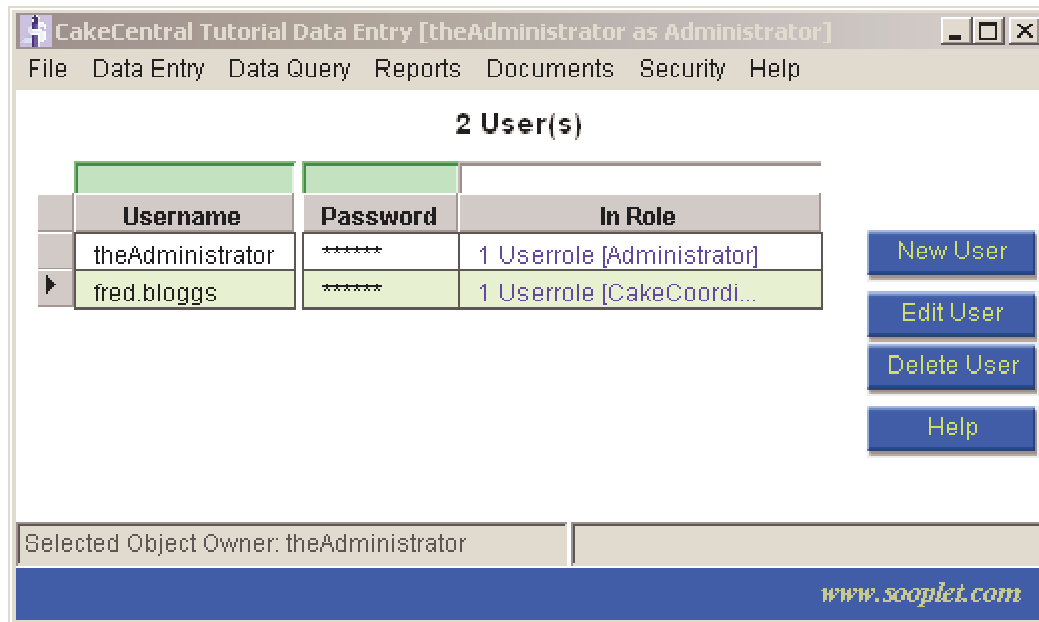 CakeCentral Tutorial Data Entry [theAdministrator as Administrator]
File Data Entry Data Query Reports Documents Security Help
2 User(s)
Username Password In Role
theAdministrator ****** 1 Userrole [Administrator]
fred.bloggs ****** 1 Userrole [CakeCoordi...
New User
Edit User
Delete User
Help
Selected Object Owner: theAdministrator
www.sooplet.com